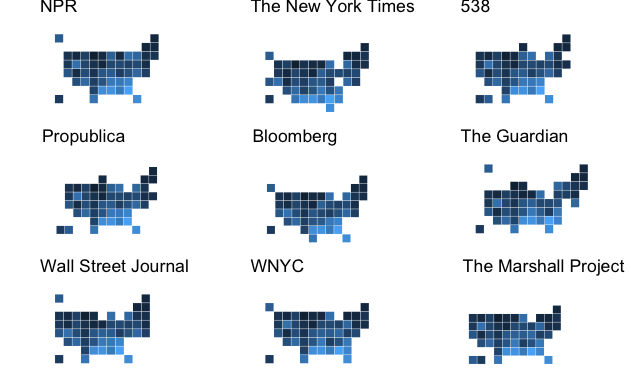 NPR
The New York Times
538
Propublica
Bloomberg
The Guardian
Wall Street Journal
WNYC
The Marshall Project